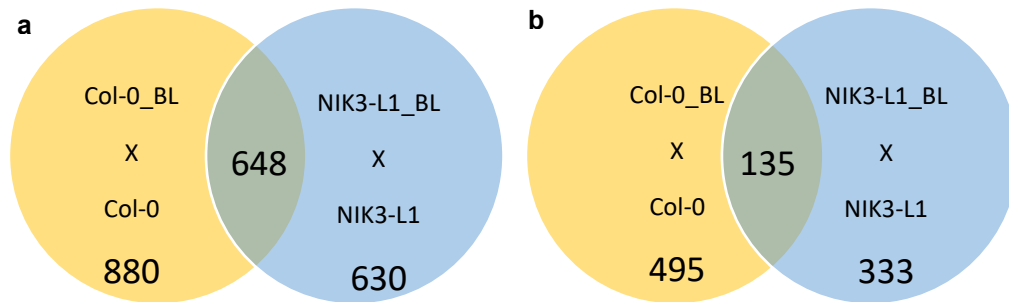 a
Col-0_BL
X
Col-0
880
648
NIK3-L1_BL
X
NIK3-L1
630
b
Col-0_BL
X
Col-0
495
135
NIK3-L1_BL
X
NIK3-L1
333